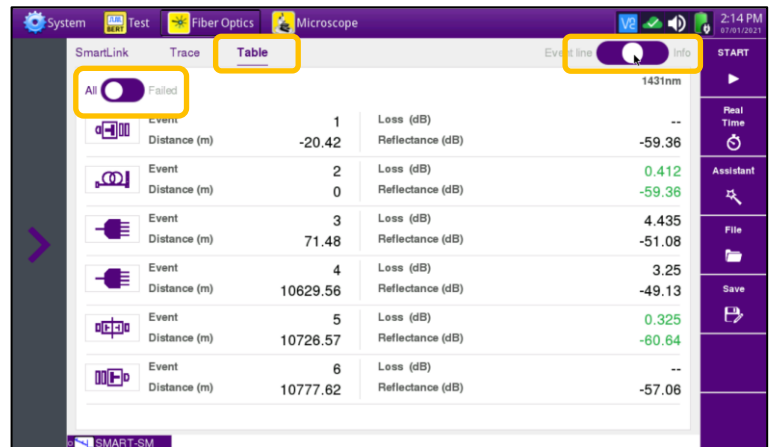 System Test Fiber Optics Microscope V2 2:14 PM
BERT 07/01/2021
SmartLink Trace Table Event line Info START
All Failed 1431nm
Event 1 Loss (dB) --
Distance (m) -20.42 Reflectance (dB) -59.36
Real Time
Event 2 Loss (dB) 0.412
Distance (m) 0 Reflectance (dB) -59.36
Assistant
Event 3 Loss (dB) 4.435
Distance (m) 71.48 Reflectance (dB) -51.08
File
Event 4 Loss (dB) 3.25
Distance (m) 10629.56 Reflectance (dB) -49.13
Save
Event 5 Loss (dB) 0.325
Distance (m) 10726.57 Reflectance (dB) -60.64
Event 6 Loss (dB) --
Distance (m) 10777.62 Reflectance (dB) -57.06
SMART-SM